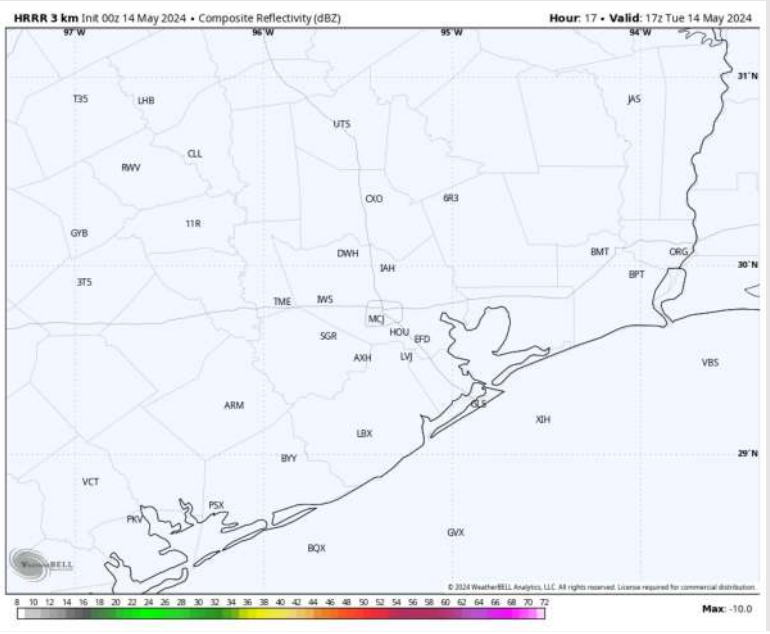 HRRR 3 km Init 00z 14 May 2024 • Composite Reflectivity (dBZ) Hour: 17 • Valid: 17z Tue 14 May 2024
97°W 96°W 95°W 94°W
31°N
T35 LHB JAS
UTS
CLL
RWV
CXO 6R3
11R
GYB
DWH BMT ORG
30°N
IAH
BPT
3T5
TME IWS
MCJ
SGR HOU EFD
AXH LVJ
VBS
ARM GLS
XIH
LBX
29°N
BYY
VCT
PSX
PKV
GVX
BQX
WeatherBELL
© 2024 WeatherBELL Analytics, LLC. All rights reserved. License required for commercial distribution.
8 10 12 14 16 18 20 22 24 26 28 30 32 34 36 38 40 42 44 46 48 50 52 54 56 58 60 62 64 66 68 70 72
Max: -10.0